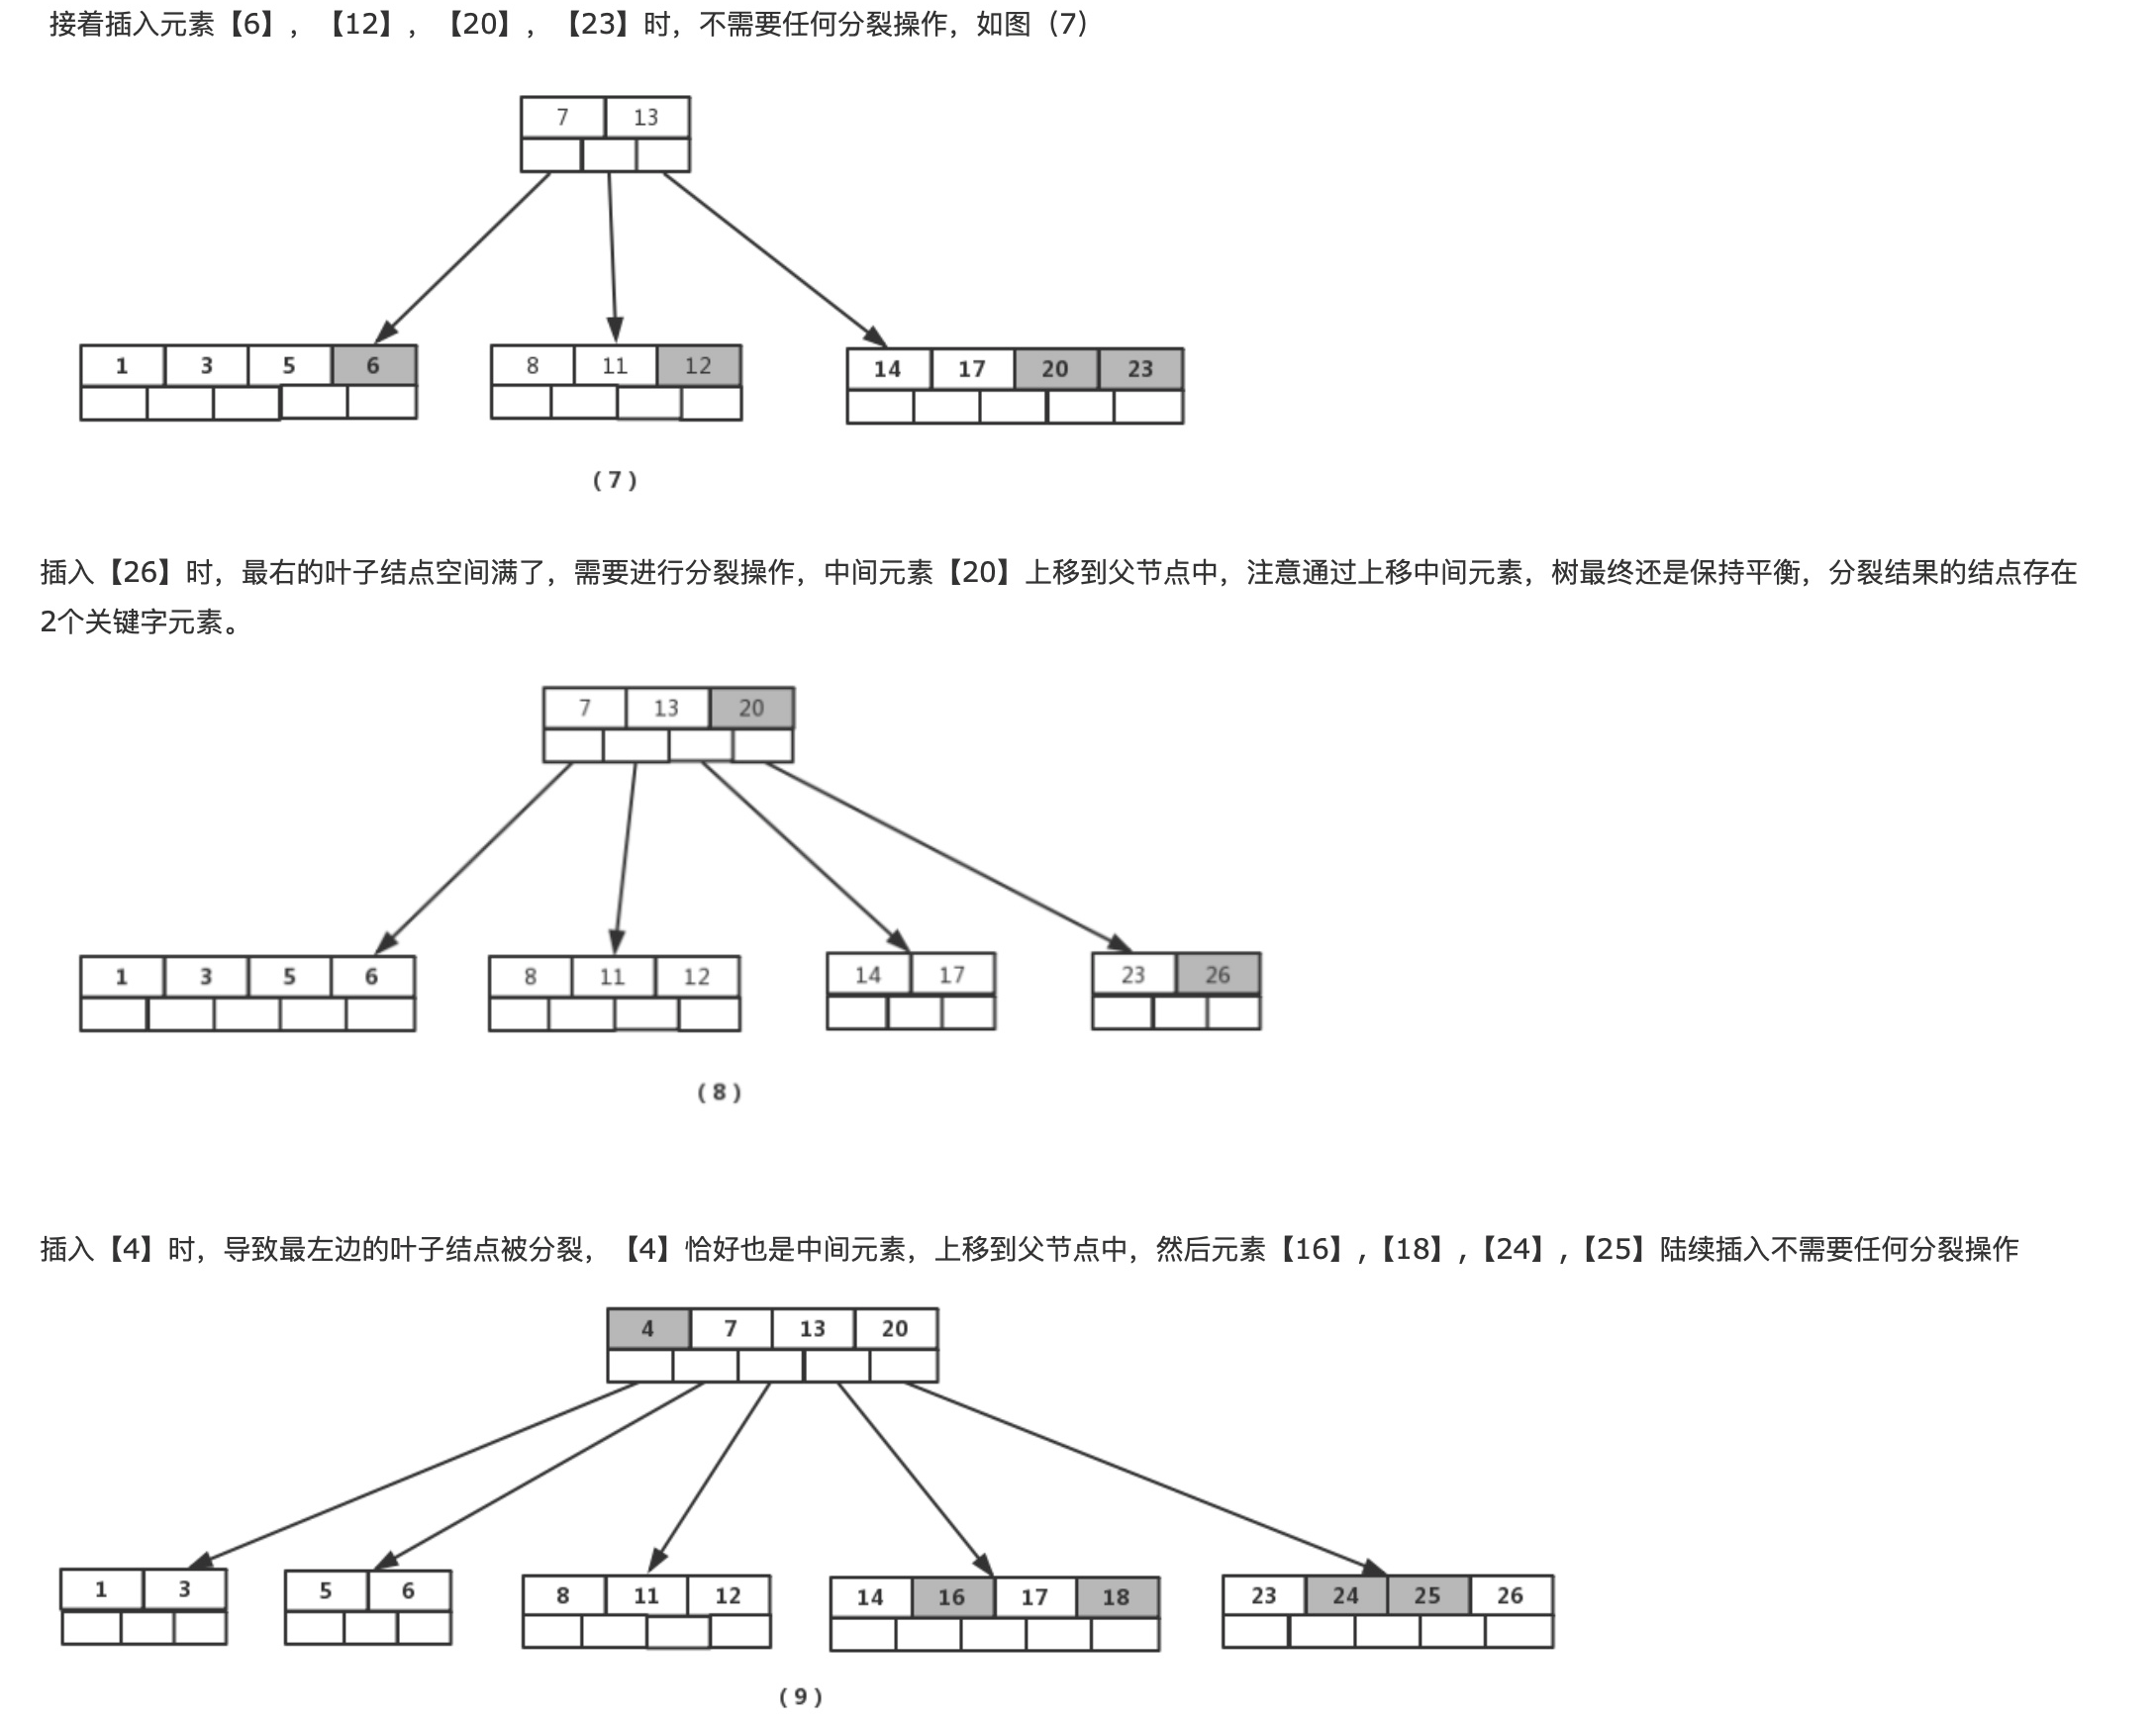 接着插入元素【6】，【12】，【20】，【23】时，不需要任何分裂操作，如图（7）
7 13
1 3 5 6 8 11 12 14 17 20 23
(7)
插入【26】时，最右的叶子结点空间满了，需要进行分裂操作，中间元素【20】上移到父节点中，注意通过上移中间元素，树最终还是保持平衡，分裂结果的结点存在
2个关键字元素。
7 13 20
1 3 5 6 8 11 12 14 17 23 26
(8)
插入【4】时，导致最左边的叶子结点被分裂，【4】恰好也是中间元素，上移到父节点中，然后元素【16】,【18】,【24】,【25】陆续插入不需要任何分裂操作
4 7 13 20
1 3 5 6 8 11 12 14 16 17 18 23 24 25 26
(9)